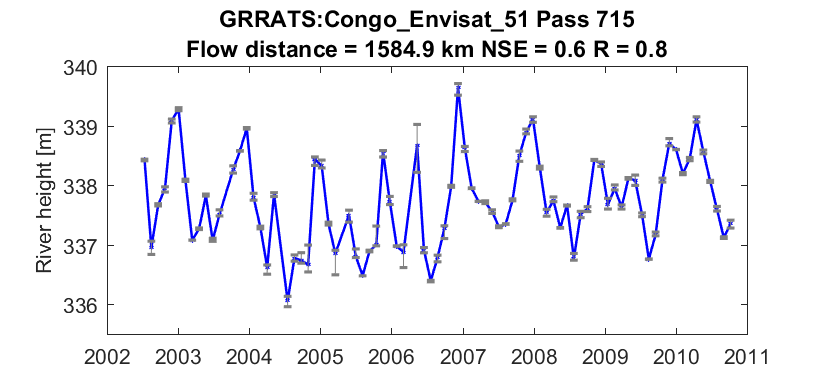 GRRATS:Congo_Envisat_51 Pass 715
Flow distance = 1584.9 km NSE = 0.6 R = 0.8
River height [m]
340
339
338
337
336
2002 2003 2004 2005 2006 2007 2008 2009 2010 2011